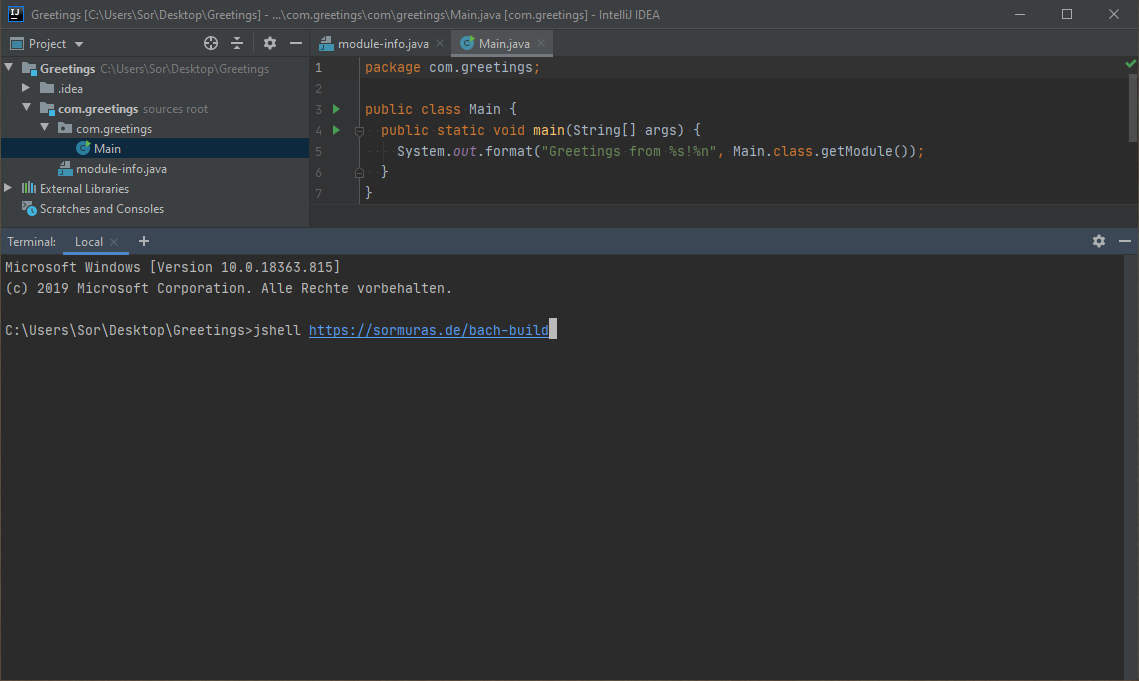 Greetings [C:\Users\Sor\Desktop\Greetings] - ...\com.greetings\com\greetings\Main.java [com.greetings] - IntelliJ IDEA
Project
module-info.java
Main.java
Greetings C:\Users\Sor\Desktop\Greetings
.idea
com.greetings sources root
com.greetings
Main
module-info.java
External Libraries
Scratches and Consoles
1 package com.greetings;
2
3 public class Main {
4 public static void main(String[] args) {
5 System.out.format("Greetings from %s!%n", Main.class.getModule());
6 }
7 }
Terminal: Local +
Microsoft Windows [Version 10.0.18363.815]
(c) 2019 Microsoft Corporation. Alle Rechte vorbehalten.
C:\Users\Sor\Desktop\Greetings>jshell https://sormuras.de/bach-build